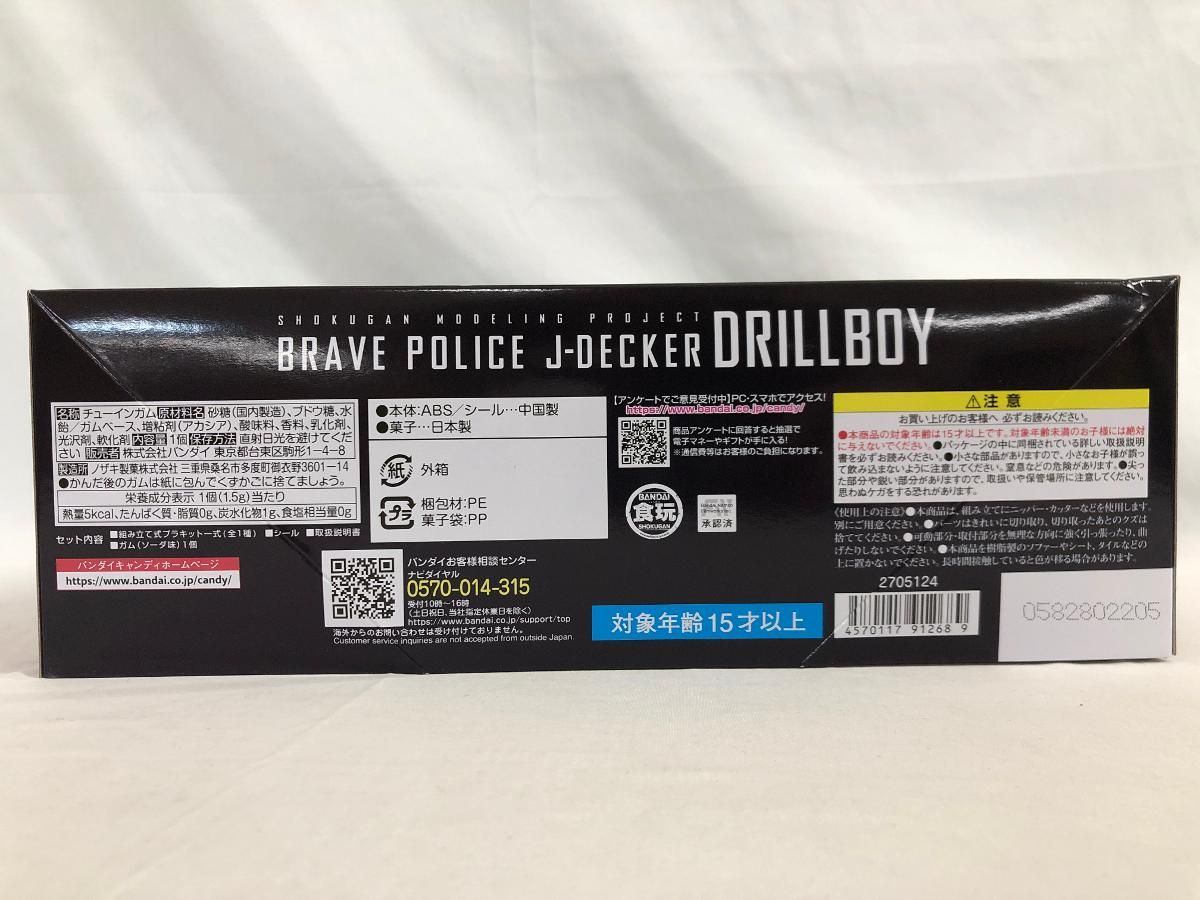 SHOKUGAN MODELING PROJECT
BRAVE POLICE J-DECKER DRILLBOY
名称 チューインガム 原材料名 砂糖(国内製造)、ブドウ糖、水
飴/ガムベース、増粘剤(アカシア)、酸味料、香料、乳化剤、
光沢剤、軟化剤 内容量 1個 保存方法 直射日光を避けてくだ
さい 販売者 株式会社バンダイ 東京都台東区駒形1-4-8
製造所 ノザキ製菓株式会社 三重県桑名市多度町御衣野3601-14
●かんだ後のガムは紙に包んでくずかごに捨てましょう。
栄養成分表示 1個(1.5g)当たり
熱量5kcal、たんぱく質・脂質0g、炭水化物1g、食塩相当量0g
セット内容 ■組み立て式プラキット一式(全1種) ■シール ■取扱説明書
■ガム(ソーダ味)1個
バンダイキャンディホームページ
https://www.bandai.co.jp/candy/
●本体:ABS/シール…中国製
●菓子…日本製
紙 外箱
プラ 梱包材:PE
菓子袋:PP
バンダイお客様相談センター
ナビダイヤル
0570-014-315
受付10時~16時
(土日祝日、当社指定休業日を除く)
https://www.bandai.co.jp/support/top
海外からのお問い合わせは受け付けておりません。
Customer service inquiries are not accepted from outside Japan.
【アンケートでご意見受付中】PC・スマホでアクセス!
https://www.bandai.co.jp/candy/
商品アンケートに回答すると抽選で
電子マネーやギフトが手に入る!
※通信費等はお客様のご負担になります。
BANDAI
食玩
SHOKUGAN
承認済
対象年齢15才以上
⚠注意
お買い上げのお客様へ 必ずお読みください。
●本商品の対象年齢は15才以上です。対象年齢未満のお子様には絶対
に与えないでください。●パッケージの中に同梱されている詳しい取扱説明
書を必ずお読みください。●小さな部品がありますので、小さなお子様が誤っ
て飲み込まないように注意してください。窒息などの危険があります。●尖っ
た部分や鋭い部分がありますので、取扱いや保管場所に注意してください。
思わぬケガをする恐れがあります。
〈使用上の注意〉●本商品は、組み立てにニッパー・カッターなどを使用します。
別にご用意ください。●パーツはきれいに切り取り、切り取ったあとのクズは
捨ててください。●可動部分・取付部分を無理な方向に強く引っ張ったり、曲
げたりしないでください。●本商品を樹脂製のソファーやシート、タイルなどの
上に置かないでください。長時間接触していると色が移る場合があります。
2705124
4570117 91268 9
0582802205